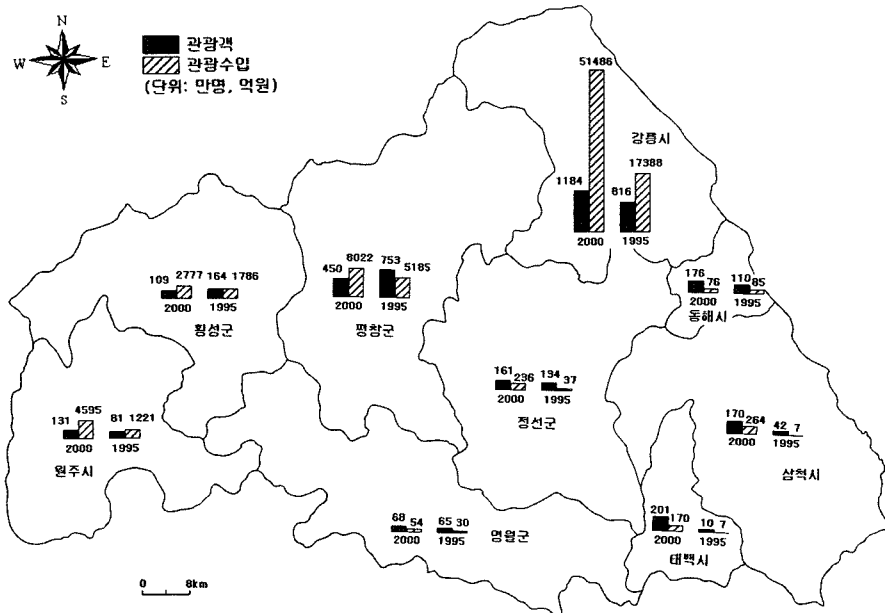 N
W E
S
관광객
관광수입
(단위: 만명, 억원)
51486
강릉시
17388
1184
816
2000 1995
8022 753
450 5185
2000 1995
평창군
109 2777 164 1786
2000 1995
횡성군
176 110
76 85
2000 1995
동해시
161 236 134 37
2000 1995
정선군
131 4595 81 1221
2000 1995
원주시
170 264 42 7
2000 1995
삼척시
68 54 65 30
2000 1995
영월군
201 170 10 7
2000 1995
태백시
0 8km